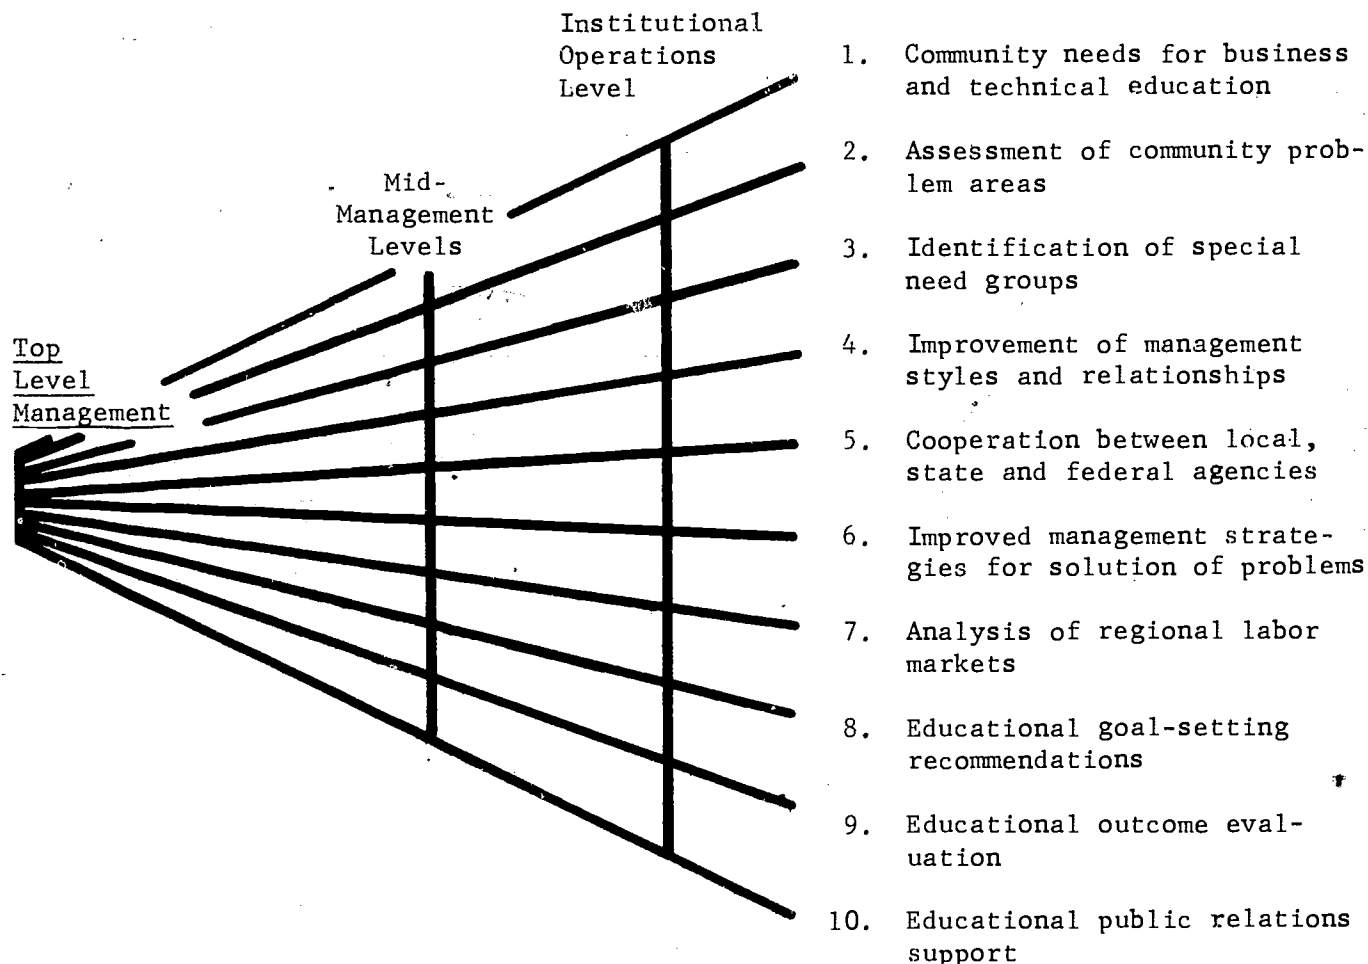 Institutional
Operations
Level
Mid-
Management
Levels
Top
Level
Management
1. Community needs for business
and technical education
2. Assessment of community prob-
lem areas
3. Identification of special
need groups
4. Improvement of management
styles and relationships
5. Cooperation between local,
state and federal agencies
6. Improved management strate-
gies for solution of problems
7. Analysis of regional labor
markets
8. Educational goal-setting
recommendations
9. Educational outcome eval-
uation
10. Educational public relations
support